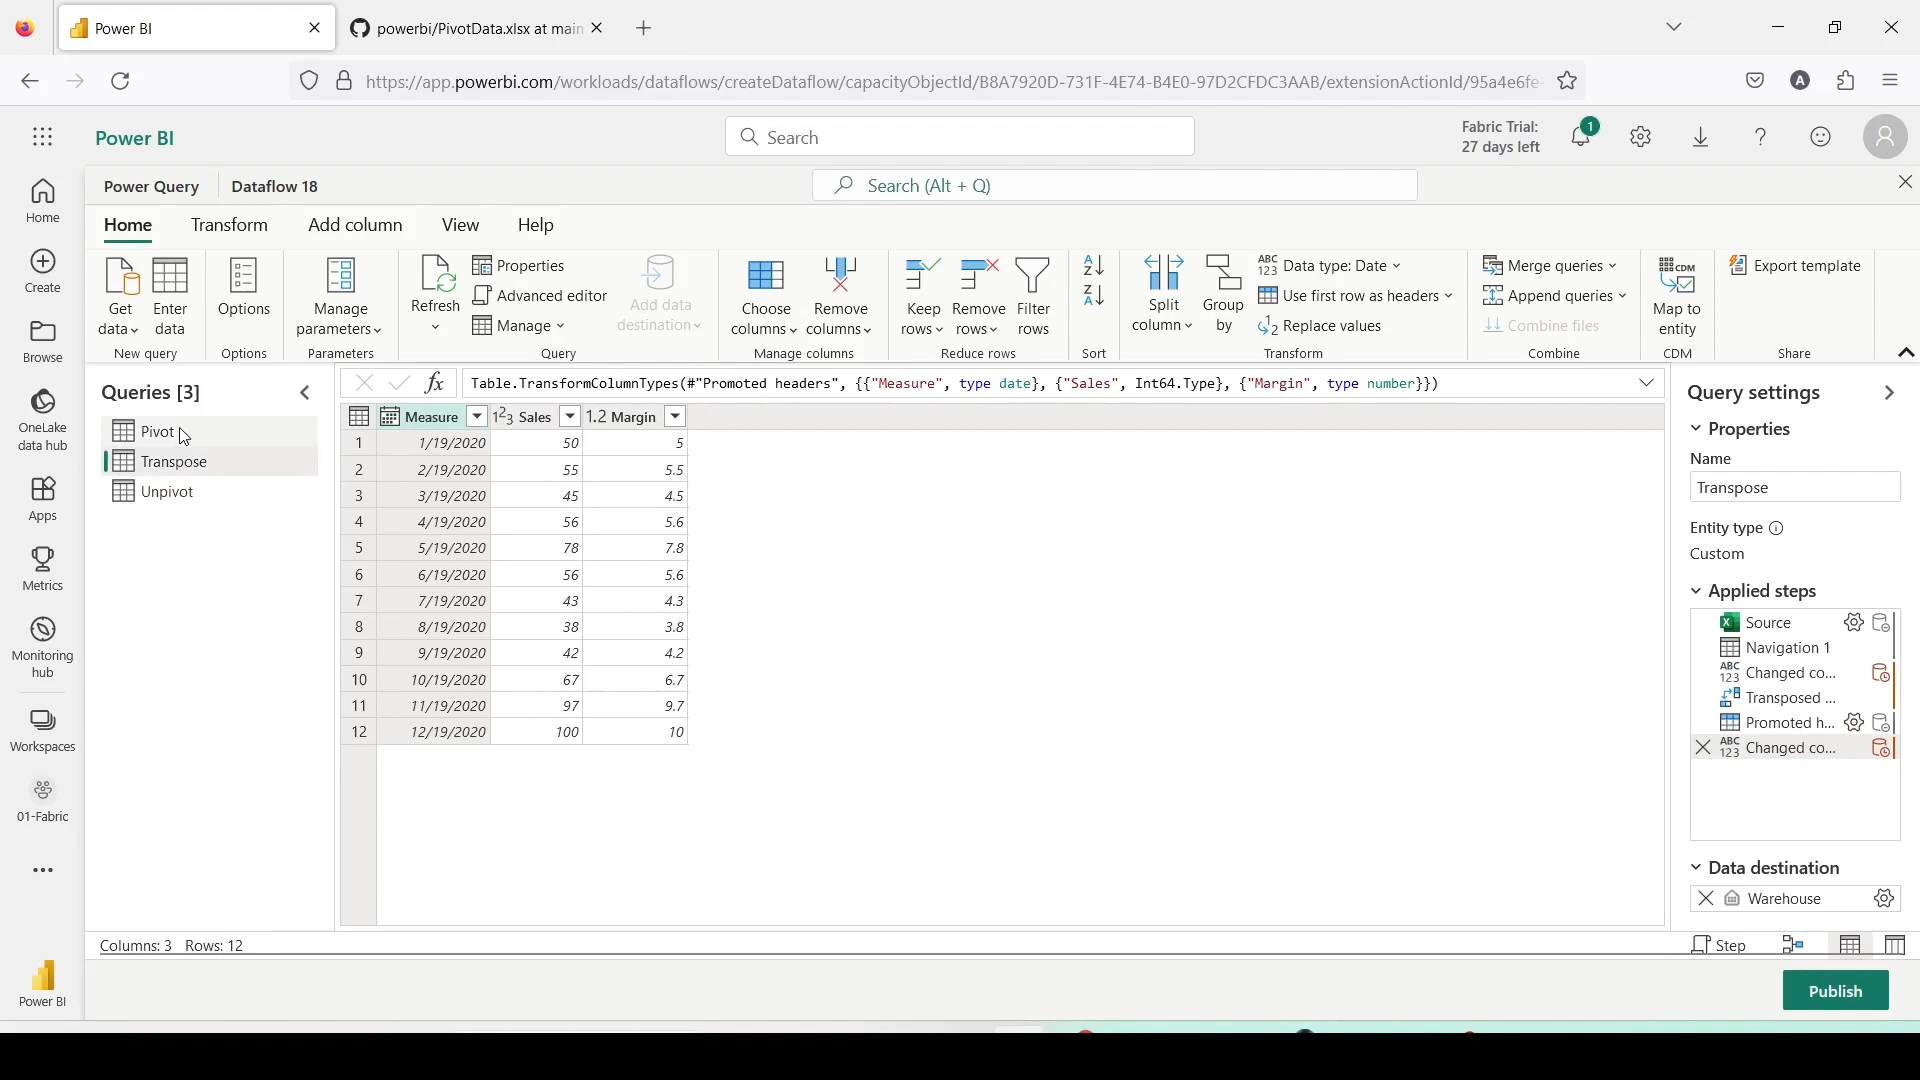 Power BI
powerbi/PivotData.xlsx at main
https://app.powerbi.com/workloads/dataflows/createDataflow/capacityObjectId/B8A7920D-731F-4E74-B4E0-97D2CFDC3AAB/extensionActionId/95a4e6fe-
A
Power BI
Search
Fabric Trial:
27 days left
1
Power Query
Dataflow 18
Search (Alt + Q)
Home
Transform
Add column
View
Help
Get data
Enter data
New query
Options
Options
Manage parameters
Parameters
Refresh
Properties
Advanced editor
Manage
Query
Add data destination
Choose columns
Remove columns
Manage columns
Keep rows
Remove rows
Filter rows
Reduce rows
Sort
Split column
Group by
Data type: Date
Use first row as headers
Replace values
Transform
Merge queries
Append queries
Combine files
Combine
Map to entity
CDM
Export template
Share
Home
Create
Browse
OneLake
data hub
Apps
Metrics
Monitoring
hub
Workspaces
01-Fabric
Power BI
Queries [3]
Pivot
Transpose
Unpivot
fx
Table.TransformColumnTypes(#"Promoted headers", {{"Measure", type date}, {"Sales", Int64.Type}, {"Margin", type number}})
Measure 123 Sales 1.2 Margin
1 1/19/2020 50 5
2 2/19/2020 55 5.5
3 3/19/2020 45 4.5
4 4/19/2020 56 5.6
5 5/19/2020 78 7.8
6 6/19/2020 56 5.6
7 7/19/2020 43 4.3
8 8/19/2020 38 3.8
9 9/19/2020 42 4.2
10 10/19/2020 67 6.7
11 11/19/2020 97 9.7
12 12/19/2020 100 10
Query settings
Properties
Name
Transpose
Entity type
Custom
Applied steps
Source
Navigation 1
ABC 123 Changed co...
Transposed ...
Promoted h...
ABC 123 Changed co...
Data destination
Warehouse
Columns: 3 Rows: 12
Step
Publish